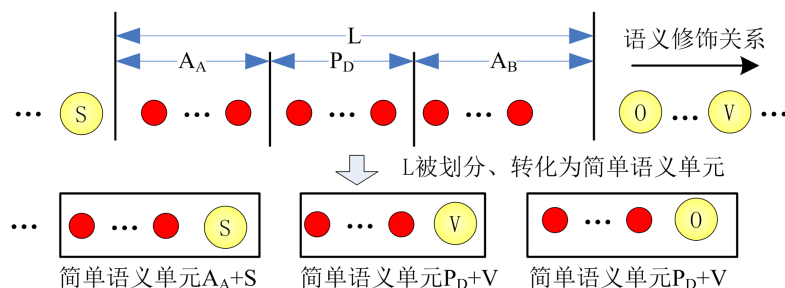 L
语义修饰关系
A_A P_D A_B
… S … … … O … V …
L被划分、转化为简单语义单元
… … S … V … O
简单语义单元A_A+S 简单语义单元P_D+V 简单语义单元P_D+V